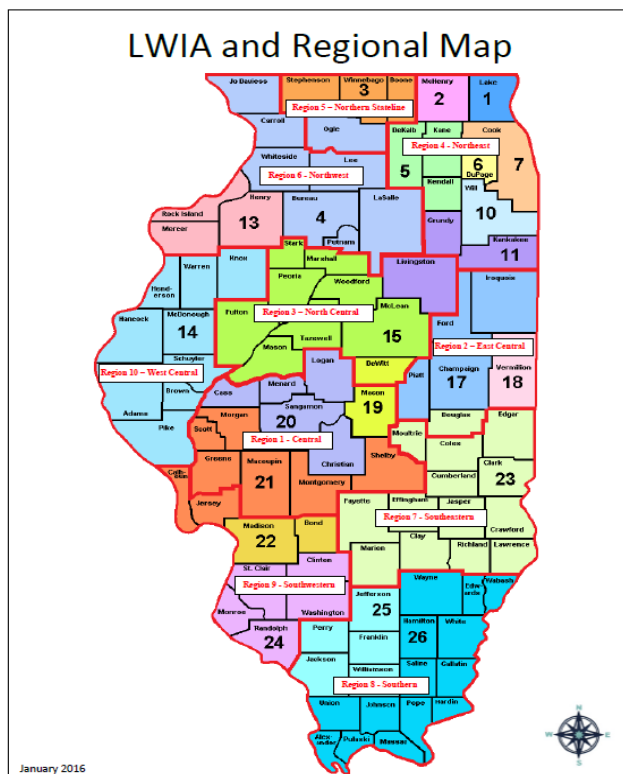 LWIA and Regional Map
Jo Daviess
Stephenson
Winnebago
Boone
McHenry
Lake
3
2
1
Region 5 – Northern Stateline
Carroll
Ogle
DeKalb
Kane
Cook
Region 4 - Northeast
7
Whiteside
Lee
5
6
DuPage
Region 6 - Northwest
Kendall
Will
Rock Island
Henry
Bureau
LaSalle
10
13
4
Mercer
Putnam
Grundy
Kankakee
11
Stark
Marshall
Knox
Warren
Peoria
Woodford
Livingston
Iroquois
Hend-
erson
Hancock
McDonough
Fulton
McLean
Ford
Region 3 – North Central
14
15
Mason
Tazewell
Region 2 – East Central
Schuyler
Logan
DeWitt
Piatt
Champaign
Vermilion
Region 10 – West Central
17
18
Brown
Cass
Menard
Macon
Adams
Sangamon
19
Douglas
Edgar
Pike
Morgan
20
Moultrie
Scott
Region 1 - Central
Coles
Christian
Shelby
Greene
Macoupin
Clark
Cumberland
Cal-
houn
21
Montgomery
23
Jersey
Fayette
Effingham
Jasper
Region 7 - Southeastern
Crawford
Madison
Bond
22
Clay
Richland
Lawrence
Marion
Clinton
St. Clair
Wayne
Edw-
ards
Wabash
Region 9 - Southwestern
Jefferson
25
Monroe
Washington
Hamilton
White
Randolph
Perry
24
Franklin
26
Jackson
Williamson
Saline
Gallatin
Region 8 - Southern
Union
Johnson
Pope
Hardin
Alex-
ander
Pulaski
Massac
N
W
E
S
January 2016